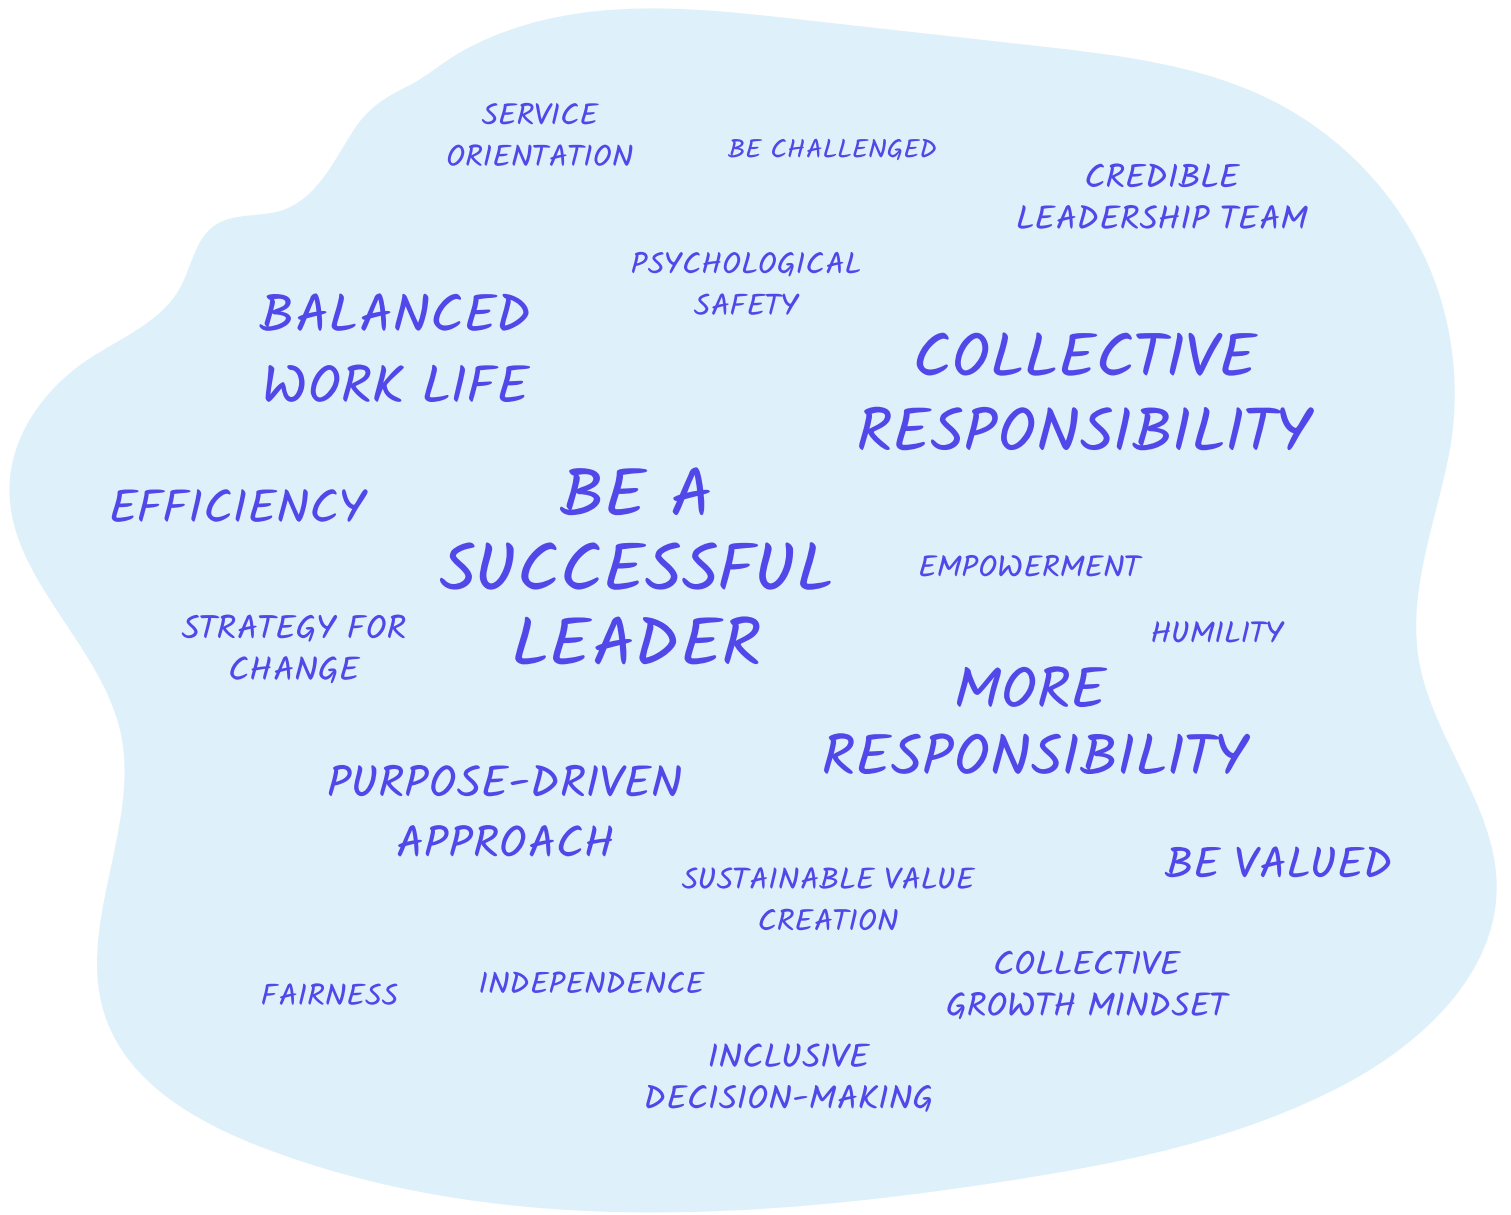 SERVICE
ORIENTATION
BE CHALLENGED
CREDIBLE
LEADERSHIP TEAM
PSYCHOLOGICAL
SAFETY
BALANCED
WORK LIFE
COLLECTIVE
RESPONSIBILITY
EFFICIENCY
BE A
SUCCESSFUL
LEADER
EMPOWERMENT
STRATEGY FOR
CHANGE
HUMILITY
MORE
RESPONSIBILITY
PURPOSE-DRIVEN
APPROACH
BE VALUED
SUSTAINABLE VALUE
CREATION
FAIRNESS
INDEPENDENCE
COLLECTIVE
GROWTH MINDSET
INCLUSIVE
DECISION-MAKING